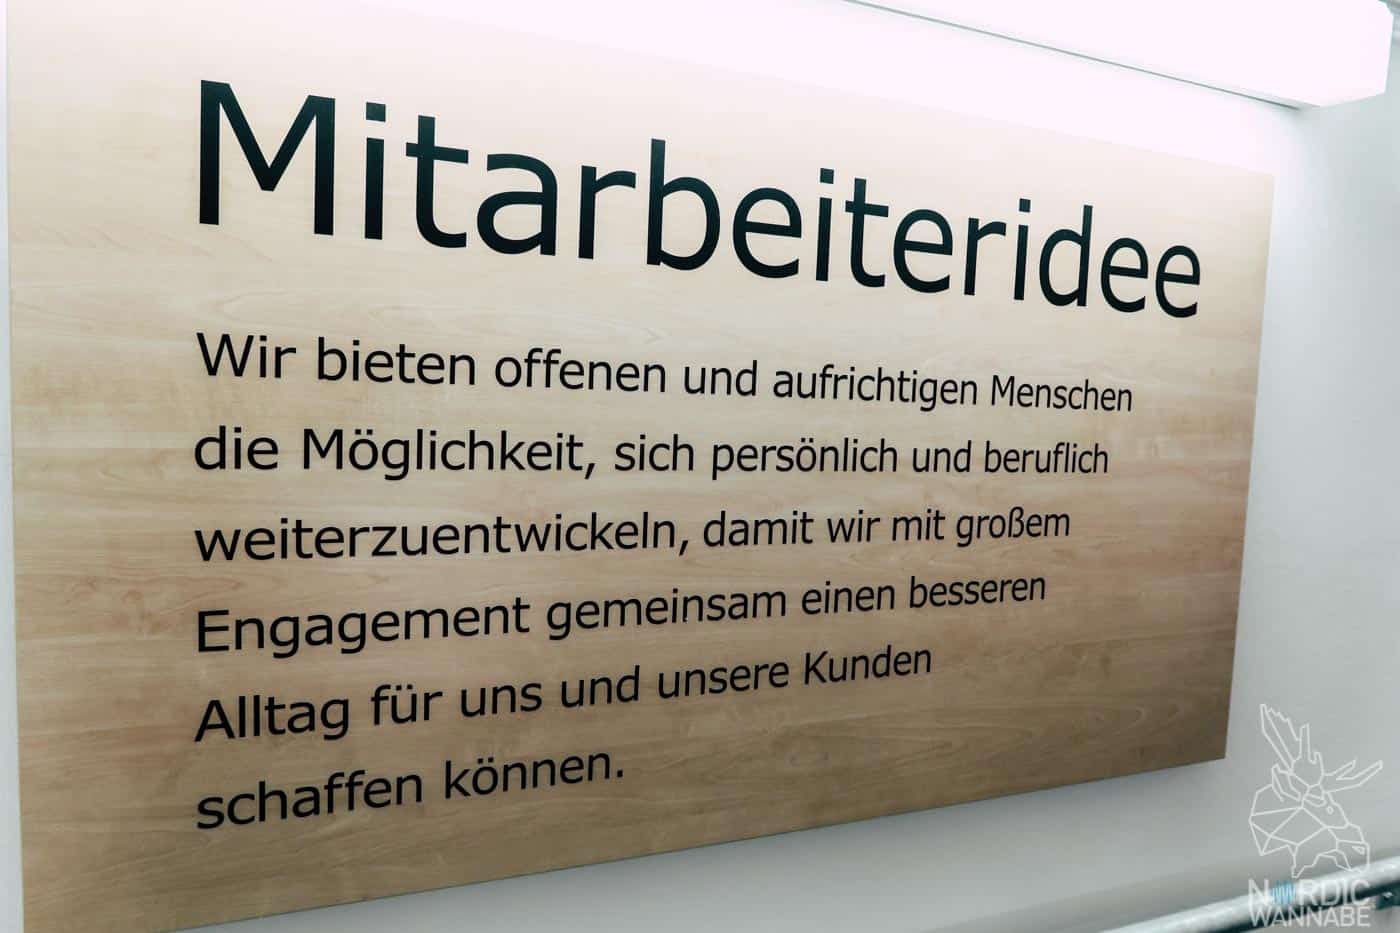 Mitarbeiteridee
Wir bieten offenen und aufrichtigen Menschen
die Möglichkeit, sich persönlich und beruflich
weiterzuentwickeln, damit wir mit großem
Engagement gemeinsam einen besseren
Alltag für uns und unsere Kunden
schaffen können.
NORDIC
WANNABE